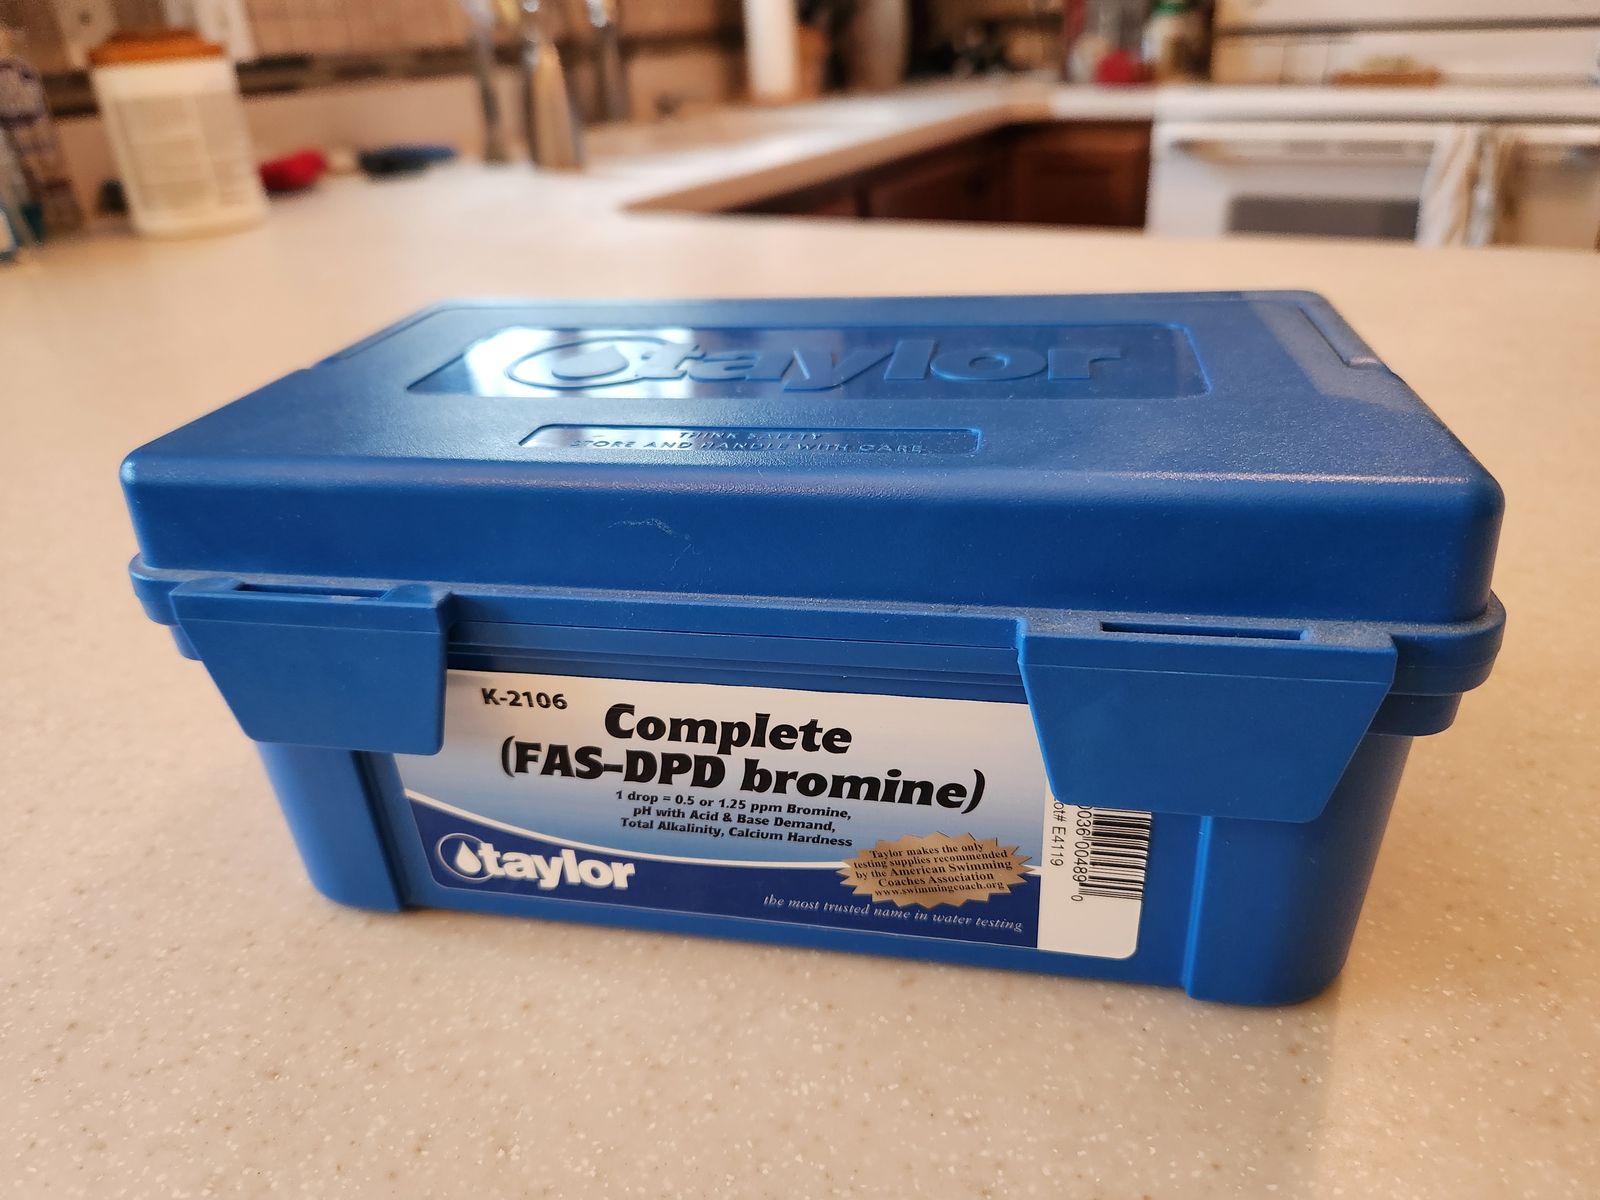 taylor
THINK SAFETY
STORE AND HANDLE WITH CARE
K-2106
Complete
(FAS-DPD bromine)
1 drop = 0.5 or 1.25 ppm Bromine,
pH with Acid & Base Demand,
Total Alkalinity, Calcium Hardness
taylor
Taylor makes the only
testing supplies recommended
by the American Swimming
Coaches Association
www.swimmingcoach.org
the most trusted name in water testing
E4119